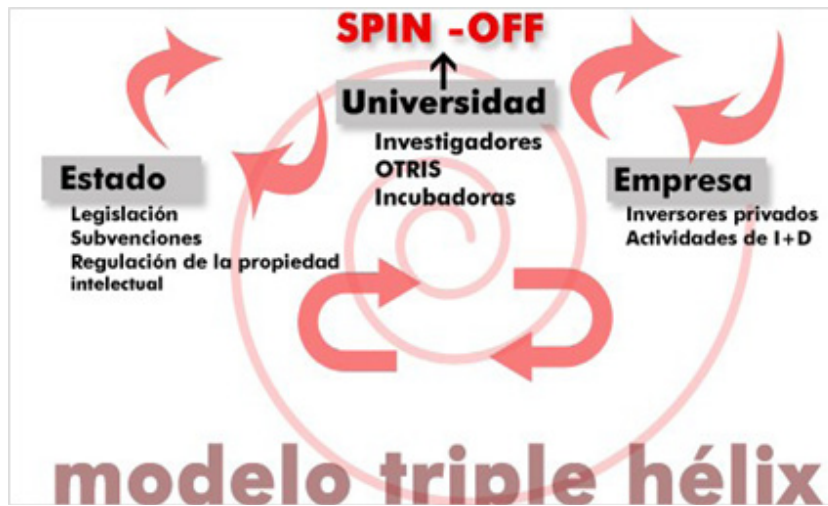 SPIN -OFF
Universidad
Investigadores
OTRIS
Incubadoras
Estado
Legislación
Subvenciones
Regulación de la propiedad
intelectual
Empresa
Inversores privados
Actividades de I+D
modelo triple hélix